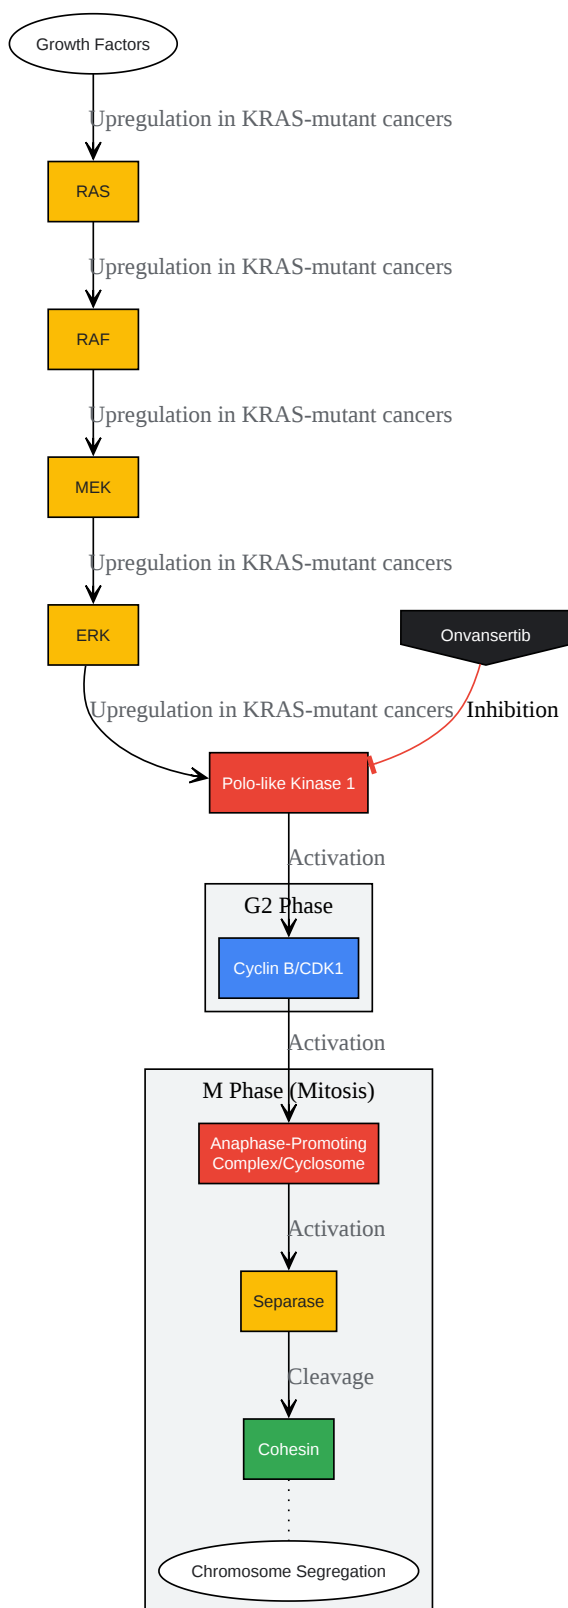 Growth Factors
Upregulation in KRAS-mutant cancers
RAS
Upregulation in KRAS-mutant cancers
RAF
Upregulation in KRAS-mutant cancers
MEK
Upregulation in KRAS-mutant cancers
ERK
Onvansertib
Upregulation in KRAS-mutant cancers
Inhibition
Polo-like Kinase 1
Activation
G2 Phase
Cyclin B/CDK1
Activation
M Phase (Mitosis)
Anaphase-Promoting
Complex/Cyclosome
Activation
Separase
Cleavage
Cohesin
Chromosome Segregation